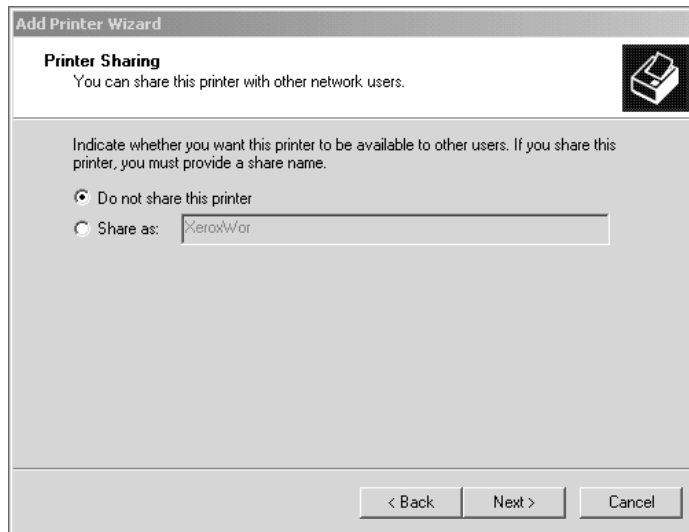 Add Printer Wizard
Printer Sharing
You can share this printer with other network users.
Indicate whether you want this printer to be available to other users. If you share this
printer, you must provide a share name.
Do not share this printer
Share as: XeroxWor
< Back Next > Cancel